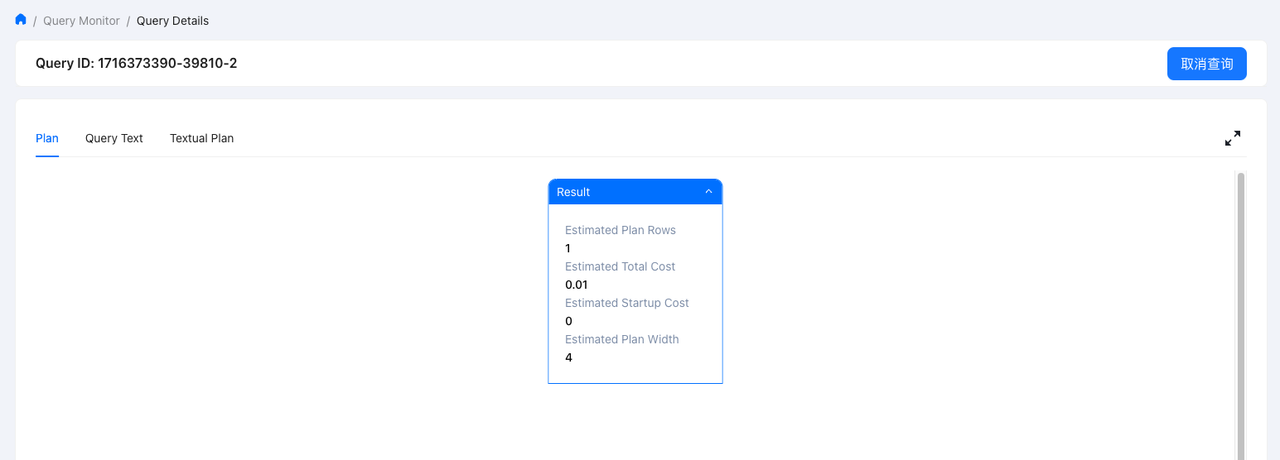 / Query Monitor / Query Details
Query ID: 1716373390-39810-2
取消查询
Plan Query Text Textual Plan
Result
Estimated Plan Rows
1
Estimated Total Cost
0.01
Estimated Startup Cost
0
Estimated Plan Width
4